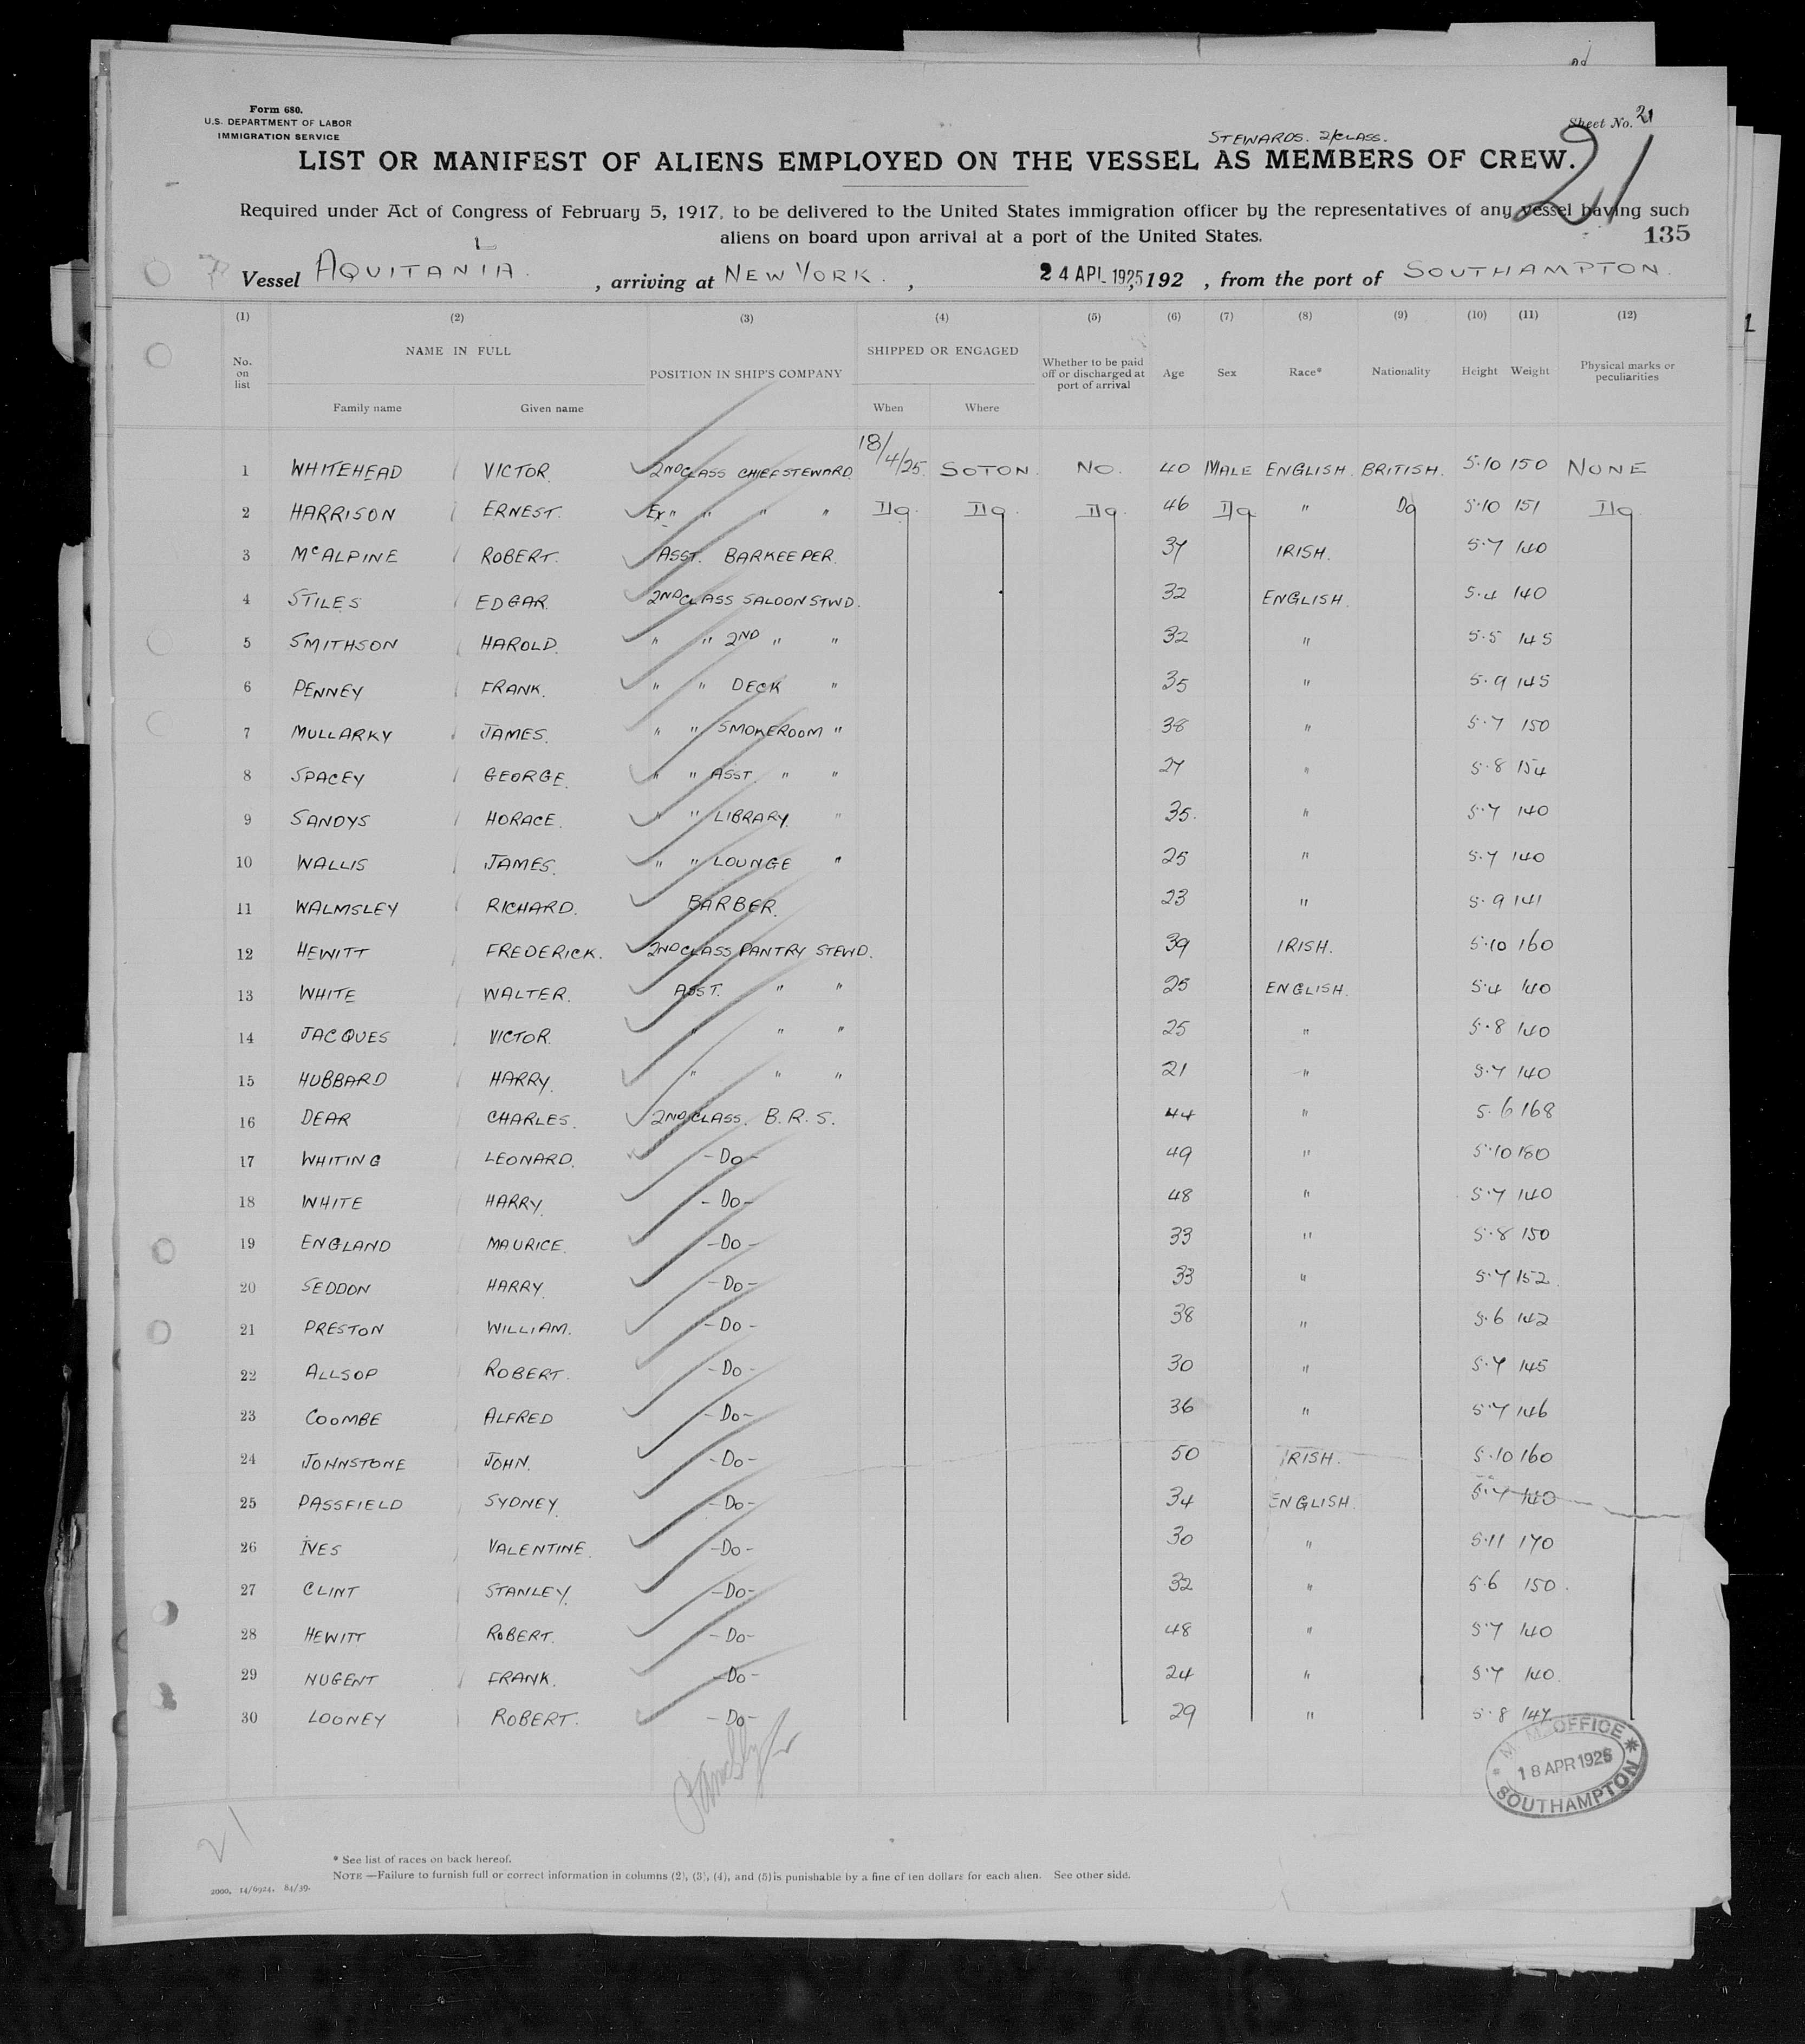 Form 680.
U.S. DEPARTMENT OF LABOR
IMMIGRATION SERVICE
Sheet No. 21
STEWARDS. 2/CLASS.
LIST OR MANIFEST OF ALIENS EMPLOYED ON THE VESSEL AS MEMBERS OF CREW.
21
Required under Act of Congress of February 5, 1917, to be delivered to the United States immigration officer by the representatives of any vessel having such
aliens on board upon arrival at a port of the United States.
135
Vessel AQUITANIA. , arriving at NEW YORK. , 24 APL 1925, 192 , from the port of SOUTHAMPTON.
(1) (2) (3) (4) (5) (6) (7) (8) (9) (10) (11) (12)
No. on list NAME IN FULL POSITION IN SHIP'S COMPANY SHIPPED OR ENGAGED Whether to be paid off or discharged at port of arrival Age Sex Race* Nationality Height Weight Physical marks or peculiarities
Family name Given name When Where
1 WHITEHEAD VICTOR. 2ND CLASS CHIEF STEWARD. 18/4/25. SOTON. NO. 40 MALE ENGLISH. BRITISH. 5·10 150 NONE
2 HARRISON ERNEST. Ex " " " " Do. Do. Do. 46 Do " Do 5·10 151 Do
3 McALPINE ROBERT. ASST. BARKEEPER. 37 IRISH. 5·7 140
4 STILES EDGAR. 2ND CLASS SALOON STWD. 32 ENGLISH. 5·4 140
5 SMITHSON HAROLD. " " 2ND " " 32 " 5·5 145
6 PENNEY FRANK. " " DECK " 35 " 5·9 145
7 MULLARKY JAMES. " " SMOKEROOM " 38 " 5·7 150
8 SPACEY GEORGE. " " ASST. " " 27 " 5·8 154
9 SANDYS HORACE. " " LIBRARY. " 35. " 5·7 140
10 WALLIS JAMES. " " LOUNGE " 25 " 5·7 140
11 WALMSLEY RICHARD. BARBER. 23 " 5·9 141
12 HEWITT FREDERICK. 2ND CLASS PANTRY STEWD. 39 IRISH. 5·10 160
13 WHITE WALTER. ASST. " " 25 ENGLISH. 5·4 140
14 JACQUES VICTOR. " " " 25 " 5·8 140
15 HUBBARD HARRY. " " " 21 " 5·7 140
16 DEAR CHARLES. 2ND CLASS. B.R.S. 44 " 5·6 168
17 WHITING LEONARD. -Do- 49 " 5·10 180
18 WHITE HARRY. -Do- 48 " 5·7 140
19 ENGLAND MAURICE. -Do- 33 " 5·8 150
20 SEDDON HARRY. -Do- 33 " 5·7 152.
21 PRESTON WILLIAM. -Do- 38 " 5·6 142
22 ALLSOP ROBERT. -Do- 30 " 5·7 145
23 COOMBE ALFRED -Do- 36 " 5·7 146
24 JOHNSTONE JOHN. -Do- 50 IRISH. 5·10 160
25 PASSFIELD SYDNEY. -Do- 34 ENGLISH. 5·7 140
26 IVES VALENTINE. -Do- 30 " 5·11 170
27 CLINT STANLEY. -Do- 32 " 5·6 150.
28 HEWITT ROBERT. -Do- 48 " 5·7 140
29 NUGENT FRANK. -Do- 24 " 5·7 140.
30 LOONEY ROBERT. -Do- 29 " 5·8 147.
M.M. OFFICE
18 APR 1925
SOUTHAMPTON
21
* See list of races on back hereof.
NOTE —Failure to furnish full or correct information in columns (2), (3), (4), and (5) is punishable by a fine of ten dollars for each alien. See other side.
2000. 14/6924. 84/39.